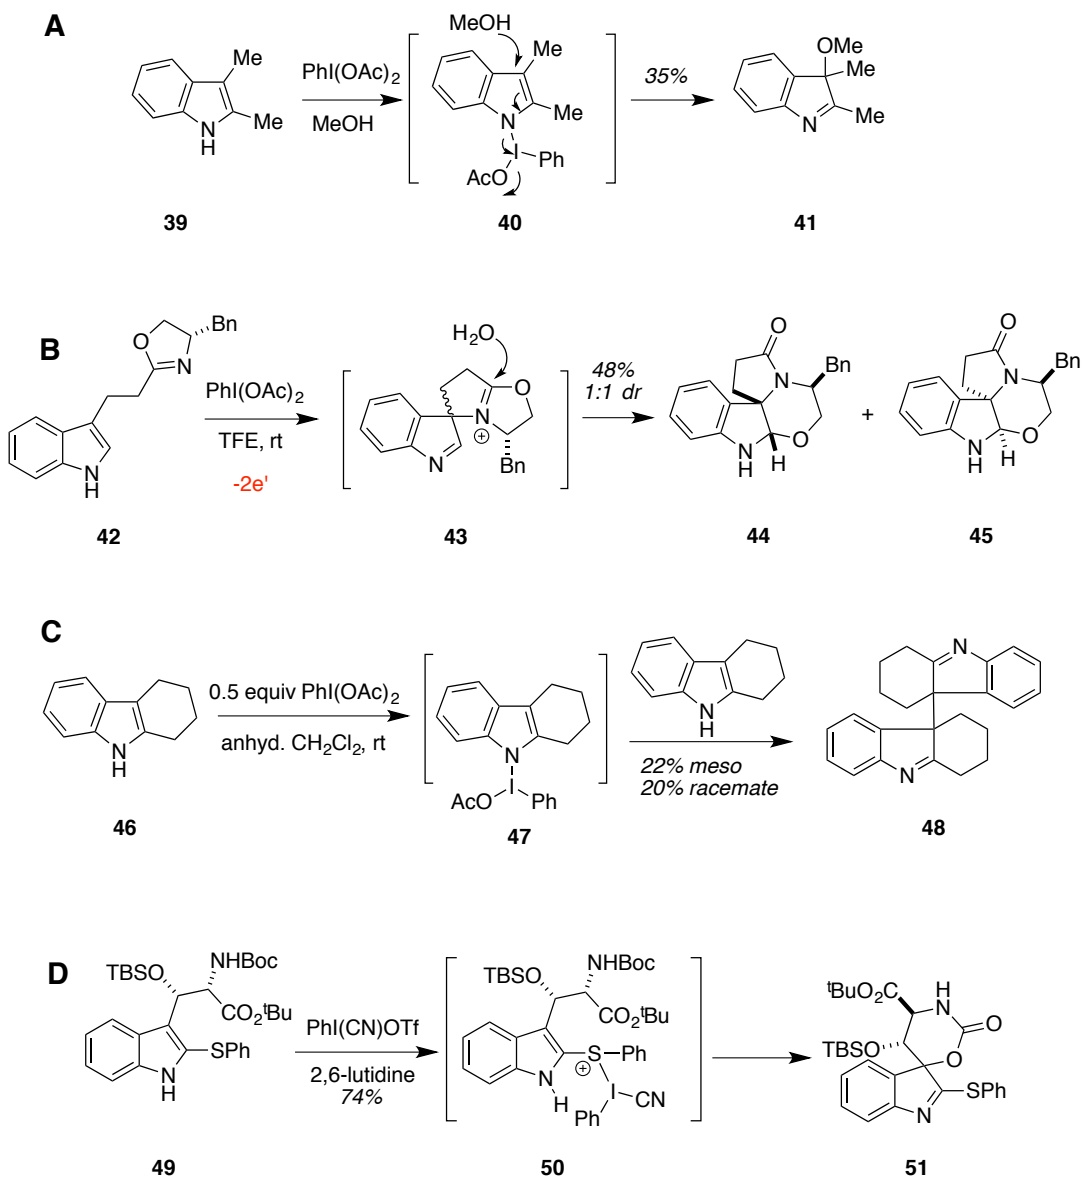 A
Me
Me
N
H
39
PhI(OAc)2
MeOH
MeOH
Me
Me
N
I
Ph
AcO
40
35%
OMe
Me
Me
N
41
B
O
N
Bn
N
H
42
PhI(OAc)2
TFE, rt
-2e'
H2O
O
N
⊕
N
Bn
43
48%
1:1 dr
O
N
Bn
O
N
H
H
44
+
O
N
Bn
O
N
H
H
45
C
N
H
46
0.5 equiv PhI(OAc)2
anhyd. CH2Cl2, rt
N
I
AcO
Ph
47
N
H
22% meso
20% racemate
N
N
48
D
TBSO
NHBoc
CO2tBu
SPh
N
H
49
PhI(CN)OTf
2,6-lutidine
74%
TBSO
NHBoc
CO2tBu
S
Ph
⊕
N
H
I
CN
Ph
50
tBuO2C
H
N
O
TBSO
O
SPh
N
51